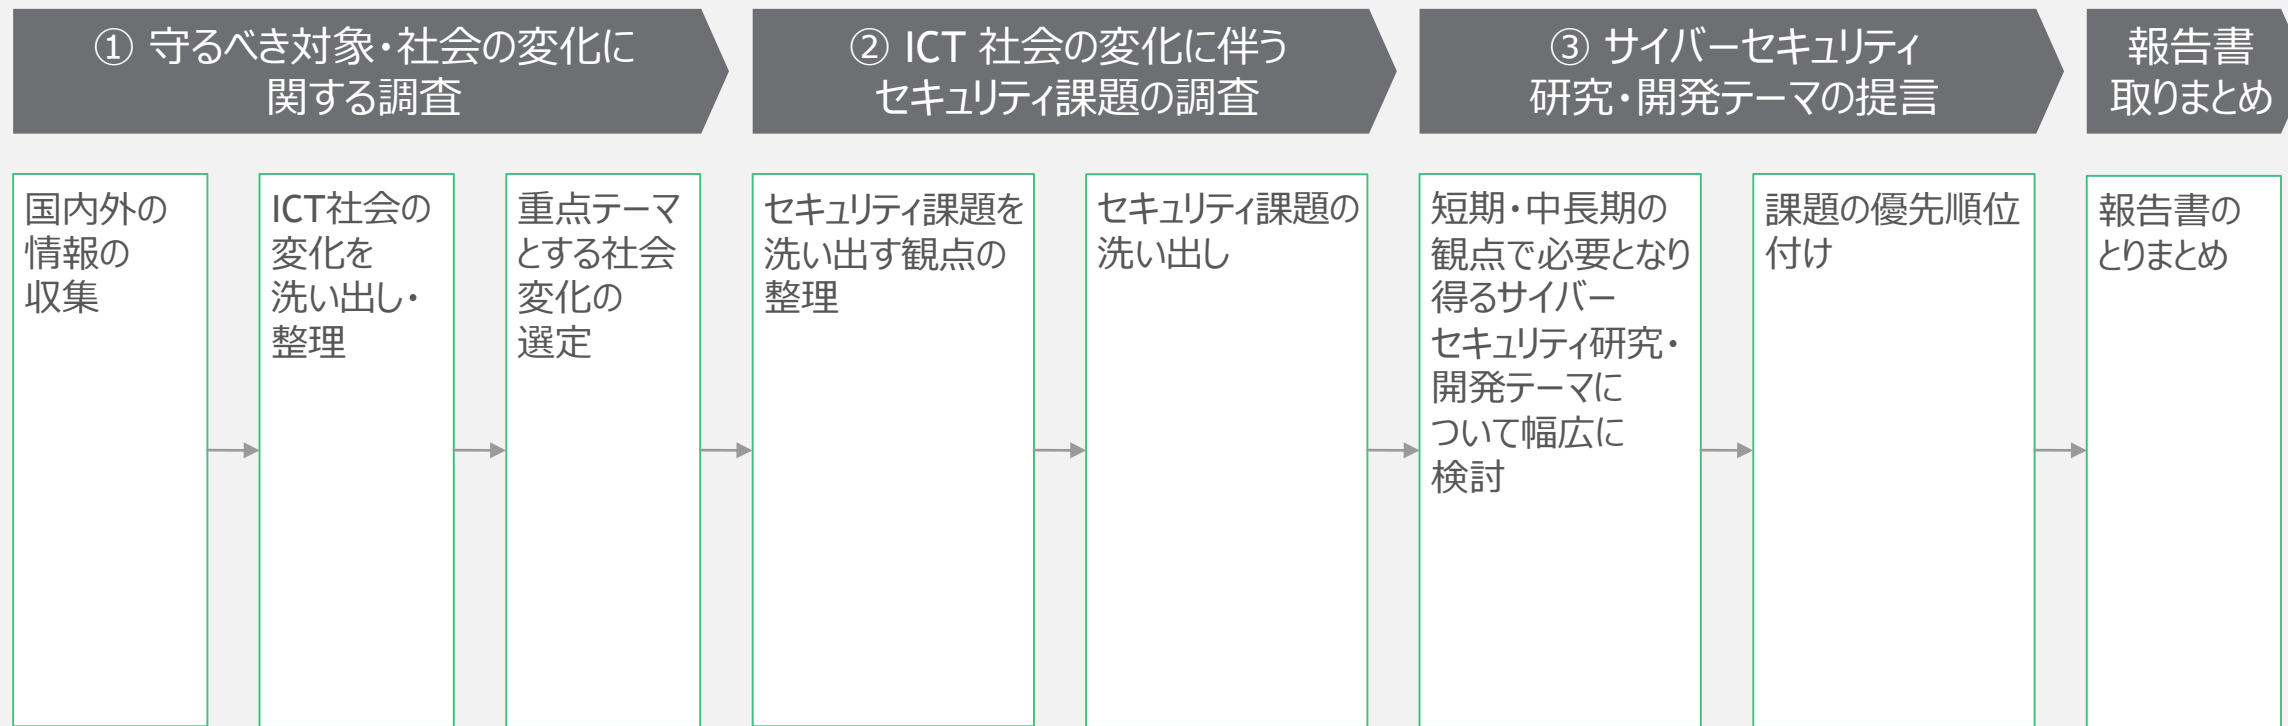 ① 守るべき対象・社会の変化に
関する調査
② ICT 社会の変化に伴う
セキュリティ課題の調査
③ サイバーセキュリティ
研究・開発テーマの提言
報告書
取りまとめ
国内外の
情報の
収集
ICT社会の
変化を
洗い出し・
整理
重点テーマ
とする社会
変化の
選定
セキュリティ課題を
洗い出す観点の
整理
セキュリティ課題の
洗い出し
短期・中長期の
観点で必要となり
得るサイバー
セキュリティ研究・
開発テーマに
ついて幅広に
検討
課題の優先順位
付け
報告書の
とりまとめ